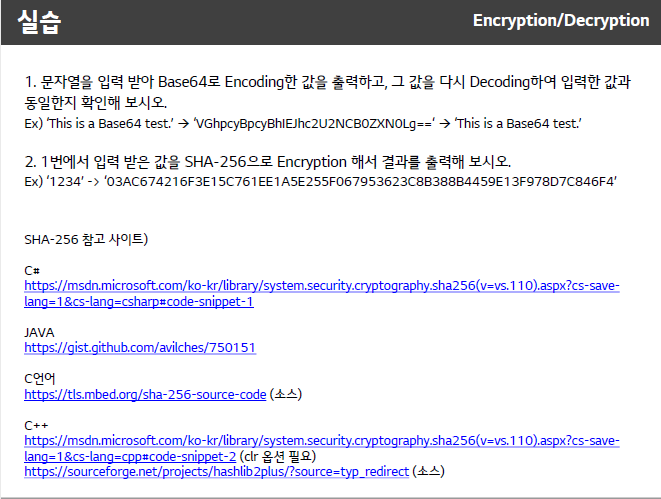 실습
Encryption/Decryption
1. 문자열을 입력 받아 Base64로 Encoding한 값을 출력하고, 그 값을 다시 Decoding하여 입력한 값과
동일한지 확인해 보시오.
Ex) ‘This is a Base64 test.’ → ‘VGhpcyBpcyBhIEJhc2U2NCB0ZXN0Lg==‘ → ‘This is a Base64 test.’
2. 1번에서 입력 받은 값을 SHA-256으로 Encryption 해서 결과를 출력해 보시오.
Ex) ‘1234’ -> ‘03AC674216F3E15C761EE1A5E255F067953623C8B388B4459E13F978D7C846F4’
SHA-256 참고 사이트)
C#
https://msdn.microsoft.com/ko-kr/library/system.security.cryptography.sha256(v=vs.110).aspx?cs-save-
lang=1&cs-lang=csharp#code-snippet-1
JAVA
https://gist.github.com/avilches/750151
C언어
https://tls.mbed.org/sha-256-source-code (소스)
C++
https://msdn.microsoft.com/ko-kr/library/system.security.cryptography.sha256(v=vs.110).aspx?cs-save-
lang=1&cs-lang=cpp#code-snippet-2 (clr 옵션 필요)
https://sourceforge.net/projects/hashlib2plus/?source=typ_redirect (소스)